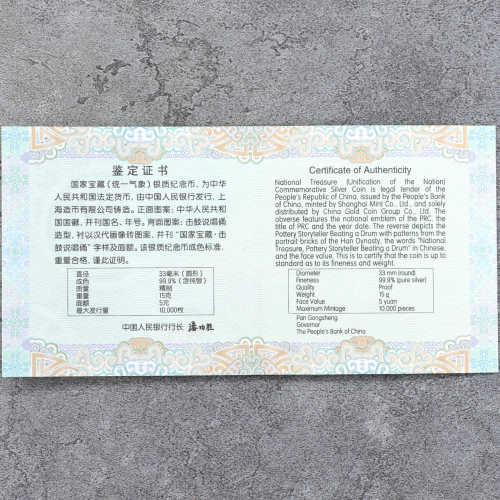 鉴定证书
国家宝藏（统一气象）银质纪念币，为中华
人民共和国法定货币，由中国人民银行发行，上
海造币有限公司铸造。正面图案：中华人民共和
国国徽，并刊国名、年号。背面图案：击鼓说唱俑
造型，衬以汉代画像砖图案，并刊“国家宝藏·击
鼓说唱俑”字样及面额。该银质纪念币成色标准，
重量合格，谨此证明。
直径 33毫米（圆形）
成色 99.9%（含纯银）
质量 精制
重量 15克
面额 5元
最大发行量 10,000枚
中国人民银行行长 潘功胜
Certificate of Authenticity
National Treasure (Unification of the Nation)
Commemorative Silver Coin is legal tender of the
People's Republic of China, issued by the People's Bank
of China, minted by Shanghai Mint Co., Ltd., and solely
distributed by China Gold Coin Group Co., Ltd. The
obverse features the national emblem of the PRC, the
title of PRC and the year date. The reverse depicts the
Pottery Storyteller Beating a Drum with patterns from the
portrait bricks of the Han Dynasty, the words "National
Treasure, Pottery Storyteller Beating a Drum" in Chinese,
and the face value. This is to certify that the coin is up to
standard as to its fineness and weight.
Diameter 33 mm (round)
Fineness 99.9% (pure silver)
Quality Proof
Weight 15 g
Face Value 5 yuan
Maximum Mintage 10,000 pieces
Pan Gongsheng
Governor
The People's Bank of China